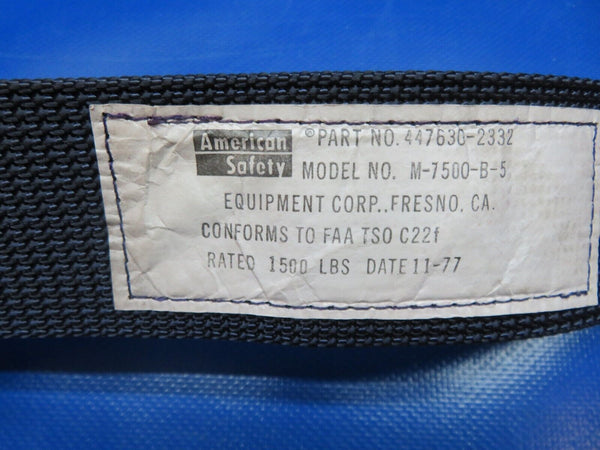 American Safety
©PART NO. 447630-2332
MODEL NO. M-7500-B-5
EQUIPMENT CORP., FRESNO, CA.
CONFORMS TO FAA TSO C22f
RATED 1500 LBS DATE 11-77